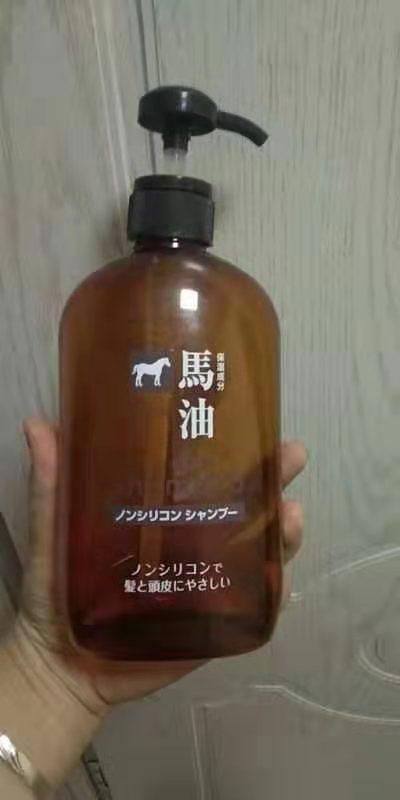 保湿成分
馬油
ノンシリコン シャンプー
ノンシリコンで
髪と頭皮にやさしい